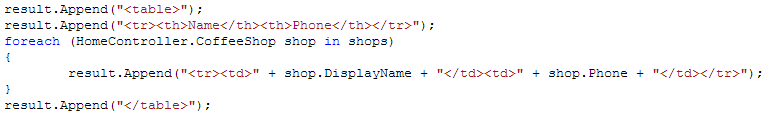 result.Append("<table>");
result.Append("<tr><th>Name</th><th>Phone</th></tr>");
foreach (HomeController.CoffeeShop shop in shops)
{
        result.Append("<tr><td>" + shop.DisplayName + "</td><td>" + shop.Phone + "</td></tr>");
}
result.Append("</table>");